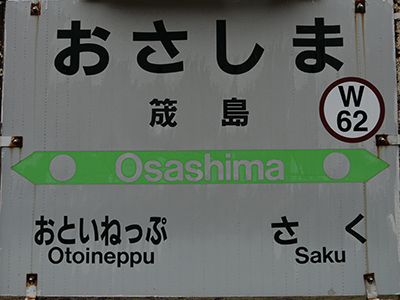 おさしま
筬島
W
62
Osashima
おといねっぷ さく
Otoineppu Saku